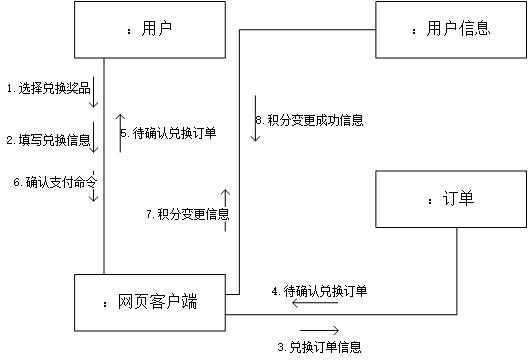 ：用户
：用户信息
1.选择兑换奖品
8.积分变更成功信息
2.填写兑换信息
5.待确认兑换订单
6.确认支付命令
：订单
7.积分变更信息
：网页客户端
4.待确认兑换订单
3.兑换订单信息